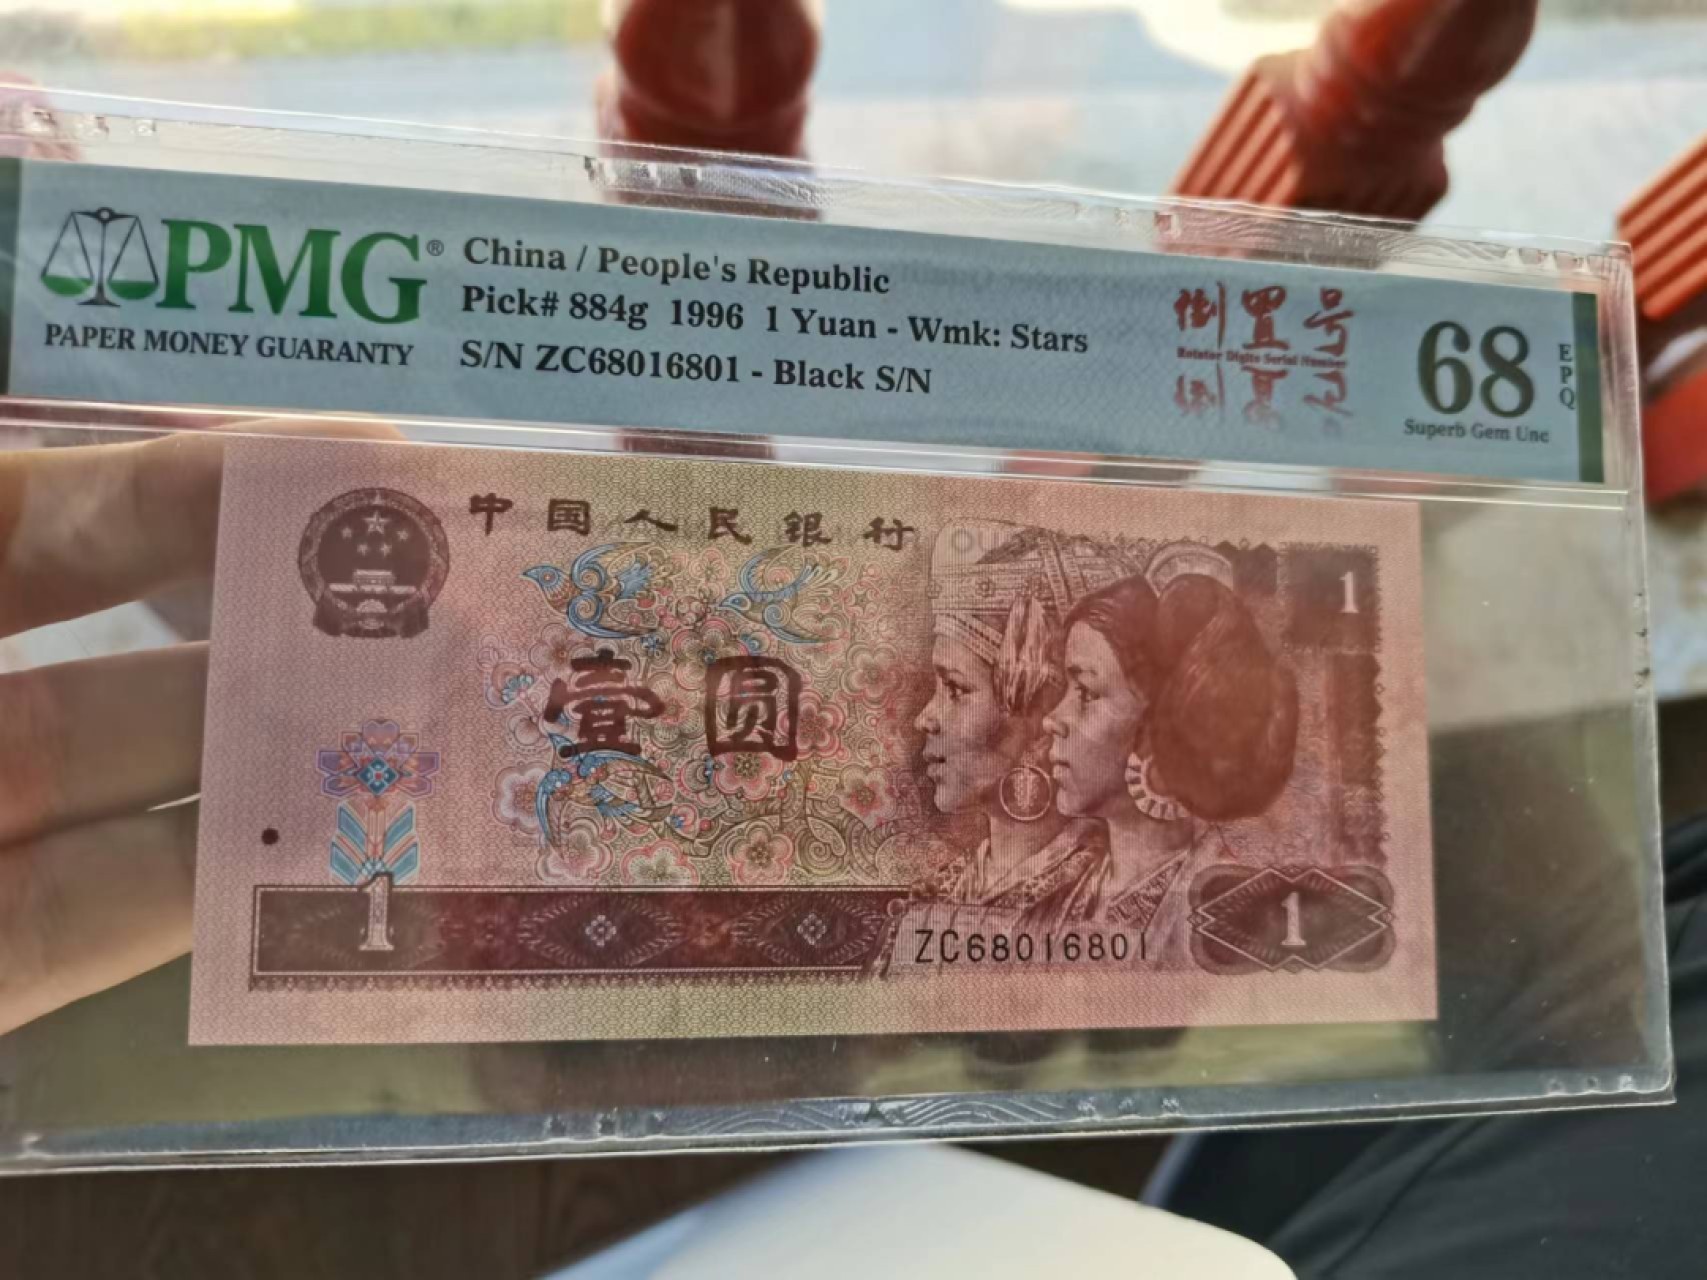 PMG®
PAPER MONEY GUARANTY
China / People's Republic
Pick# 884g 1996 1 Yuan - Wmk: Stars
S/N ZC68016801 - Black S/N
倒置号
Rotator Digits Serial Number
68
EPQ
Superb Gem Unc
中国人民银行
1
壹圆
1
ZC68016801
1